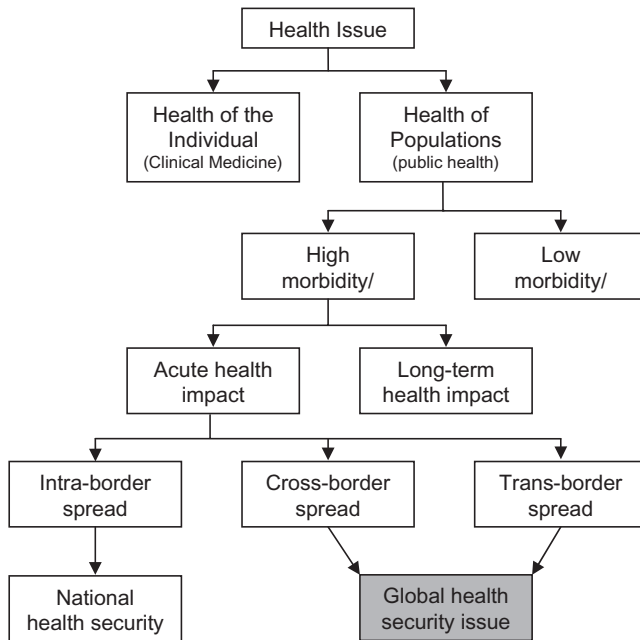 Health Issue
Health of the
Individual
(Clinical Medicine)
Health of
Populations
(public health)
High
morbidity/
Low
morbidity/
Acute health
impact
Long-term
health impact
Intra-border
spread
Cross-border
spread
Trans-border
spread
National
health security
Global health
security issue